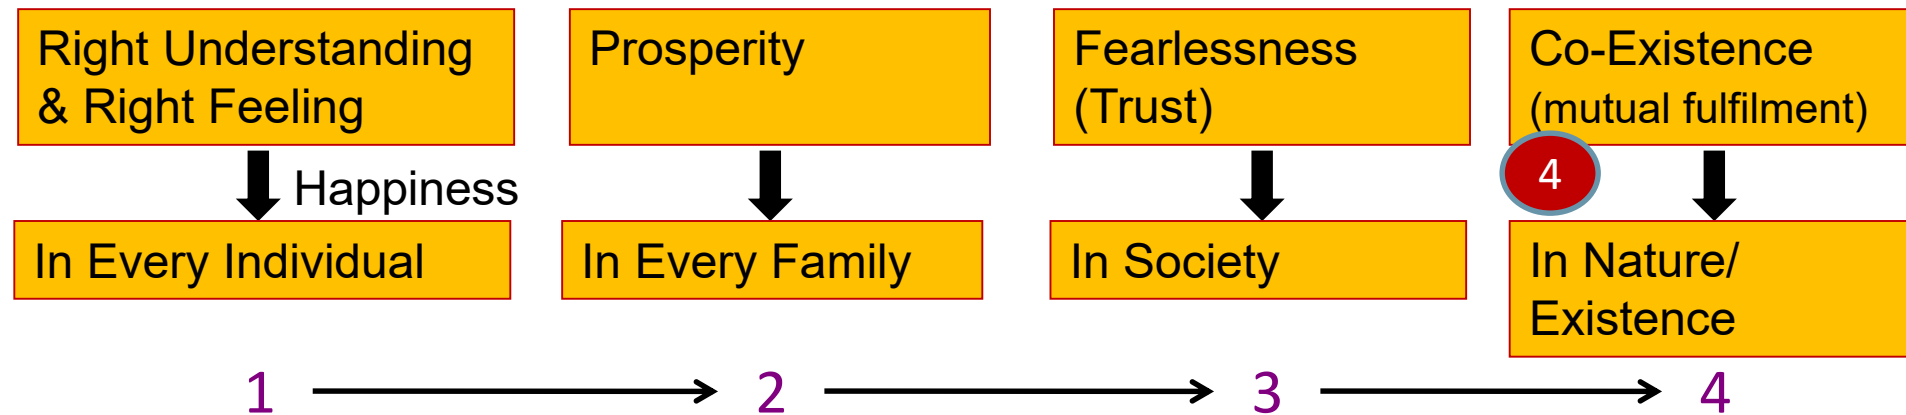 Right Understanding
& Right Feeling
Prosperity
Fearlessness
(Trust)
Co-Existence
(mutual fulfilment)
4
Happiness
In Every Individual
In Every Family
In Society
In Nature/
Existence
1
2
3
4